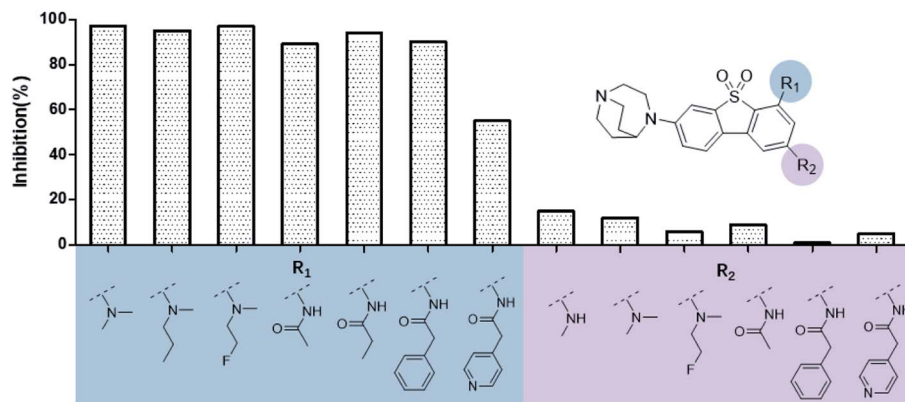 Inhibition(%)
100
80
60
40
20
0
O O
S
N
N
R1
R2
R1
N
N
N
F
NH
O
NH
O
NH
O
NH
O
N
R2
NH
N
N
F
NH
O
NH
O
NH
O
N